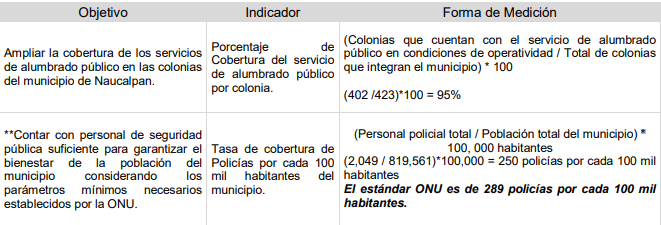 Objetivo
Indicador
Forma de Medición
Ampliar la cobertura de los servicios
de alumbrado público en las colonias
del municipio de Naucalpan.
Porcentaje de
Cobertura del servicio
de alumbrado público
por colonia.
(Colonias que cuentan con el servicio de alumbrado
público en condiciones de operatividad / Total de colonias
que integran el municipio) * 100
(402 /423)*100 = 95%
**Contar con personal de seguridad
pública suficiente para garantizar el
bienestar de la población del
municipio considerando los
parámetros mínimos necesarios
establecidos por la ONU.
Tasa de cobertura de
Policías por cada 100
mil habitantes del
municipio.
(Personal policial total / Población total del municipio) *
100, 000 habitantes
(2,049 / 819,561)*100,000 = 250 policías por cada 100 mil
habitantes
El estándar ONU es de 289 policías por cada 100 mil
habitantes.